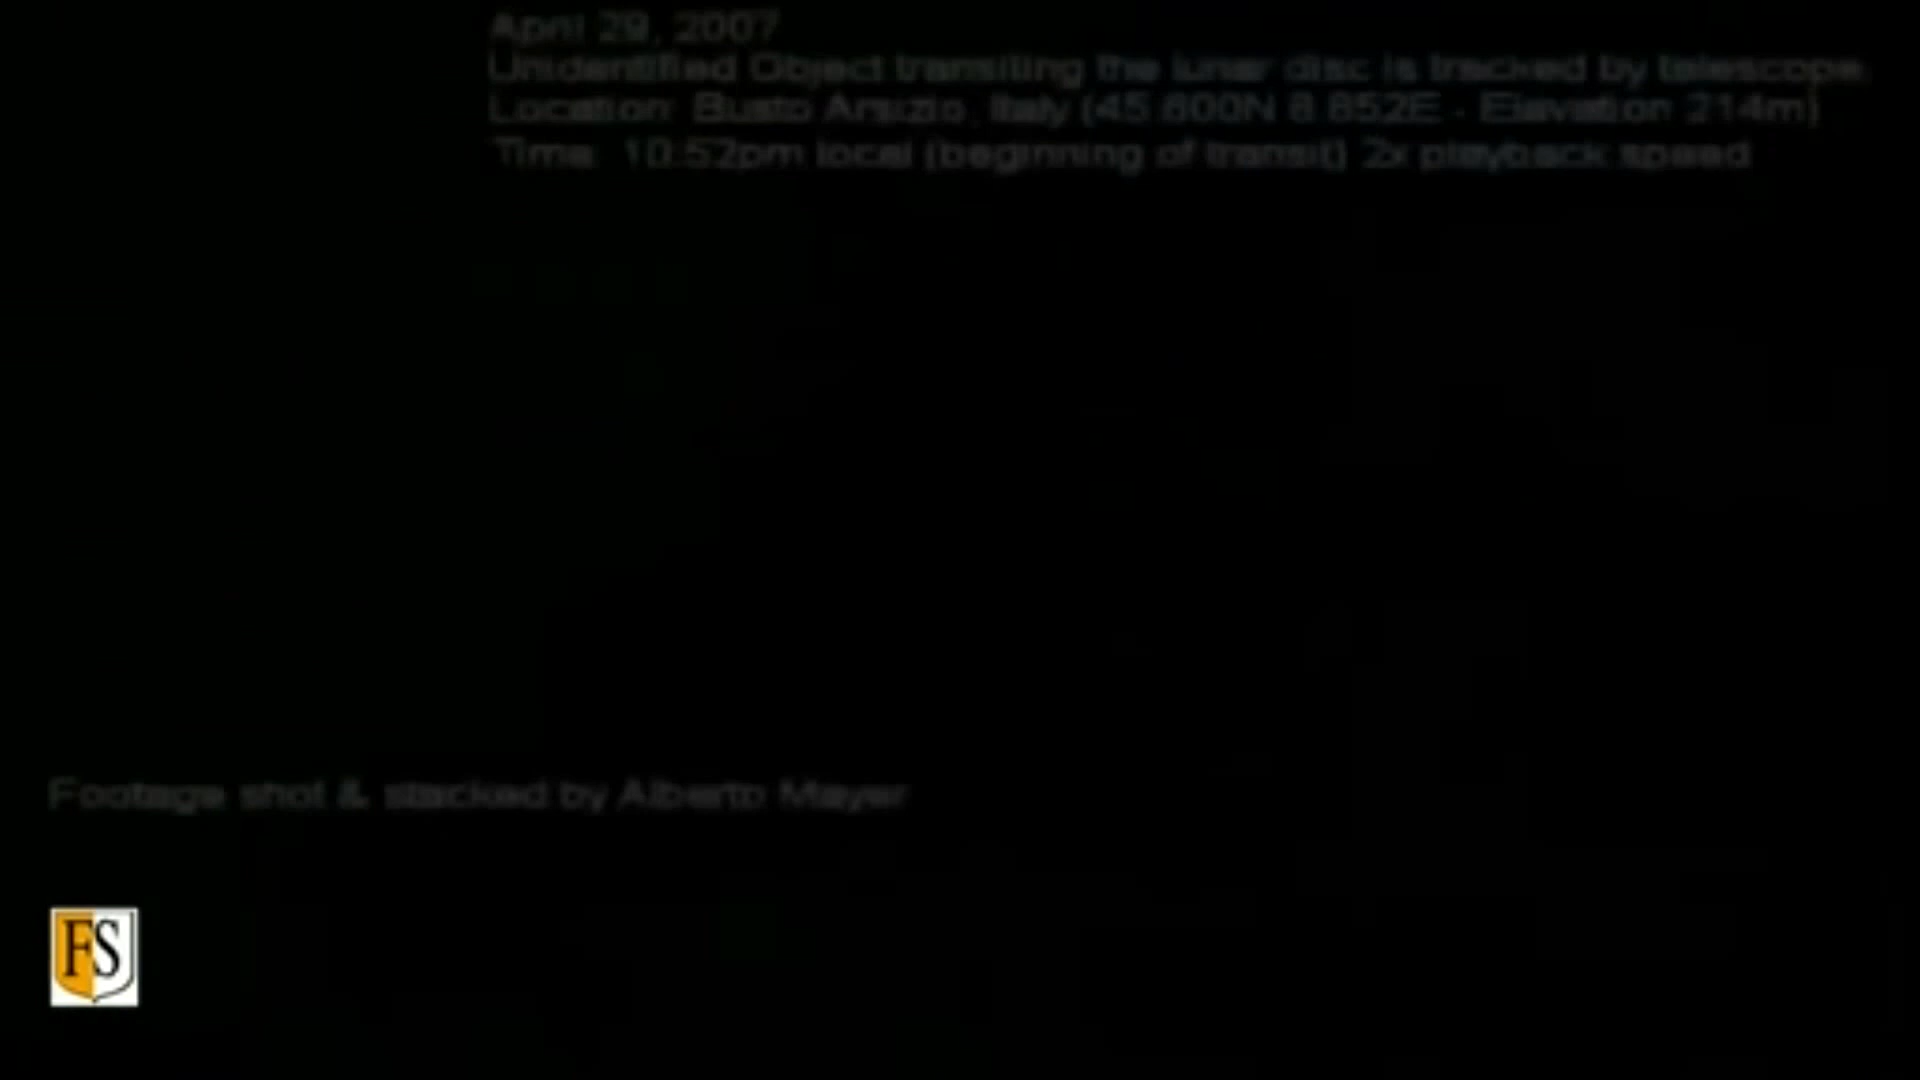 April 29, 2007
Unidentified Object transiting the lunar disc is tracked by telescope.
Location: Busto Arsizio, Italy (45.600N 8.852E - Elevation 214m)
Time: 10:52pm local (beginning of transit) 2x playback speed
Footage shot & stacked by Alberto Mayer
FS